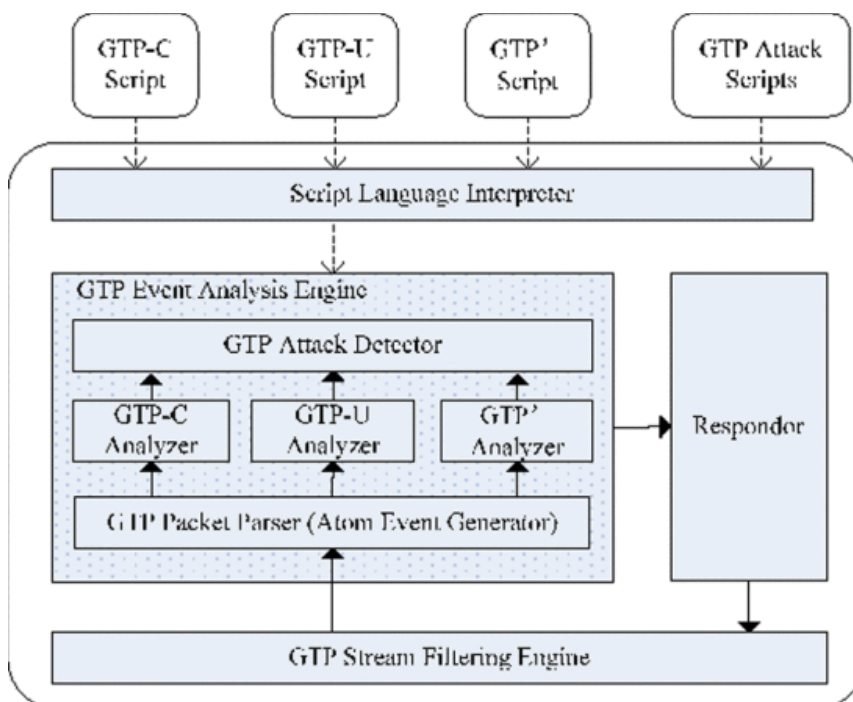 GTP-C
Script
GTP-U
Script
GTP'
Script
GTP Attack
Scripts
Script Language Interpreter
GTP Event Analysis Engine
GTP Attack Detector
GTP-C
Analyzer
GTP-U
Analyzer
GTP'
Analyzer
GTP Packet Parser (Atom Event Generator)
Respondor
GTP Stream Filtering Engine